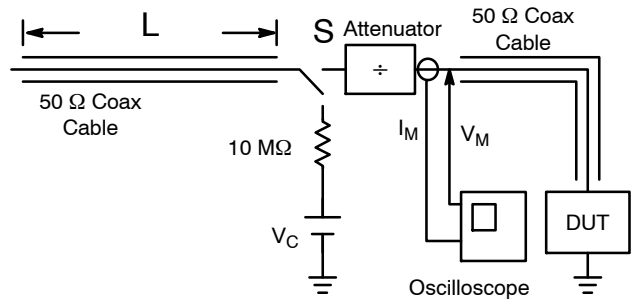 L
S
Attenuator
÷
50 Ω Coax
Cable
50 Ω Coax
Cable
10 MΩ
I_M
V_M
V_C
DUT
Oscilloscope